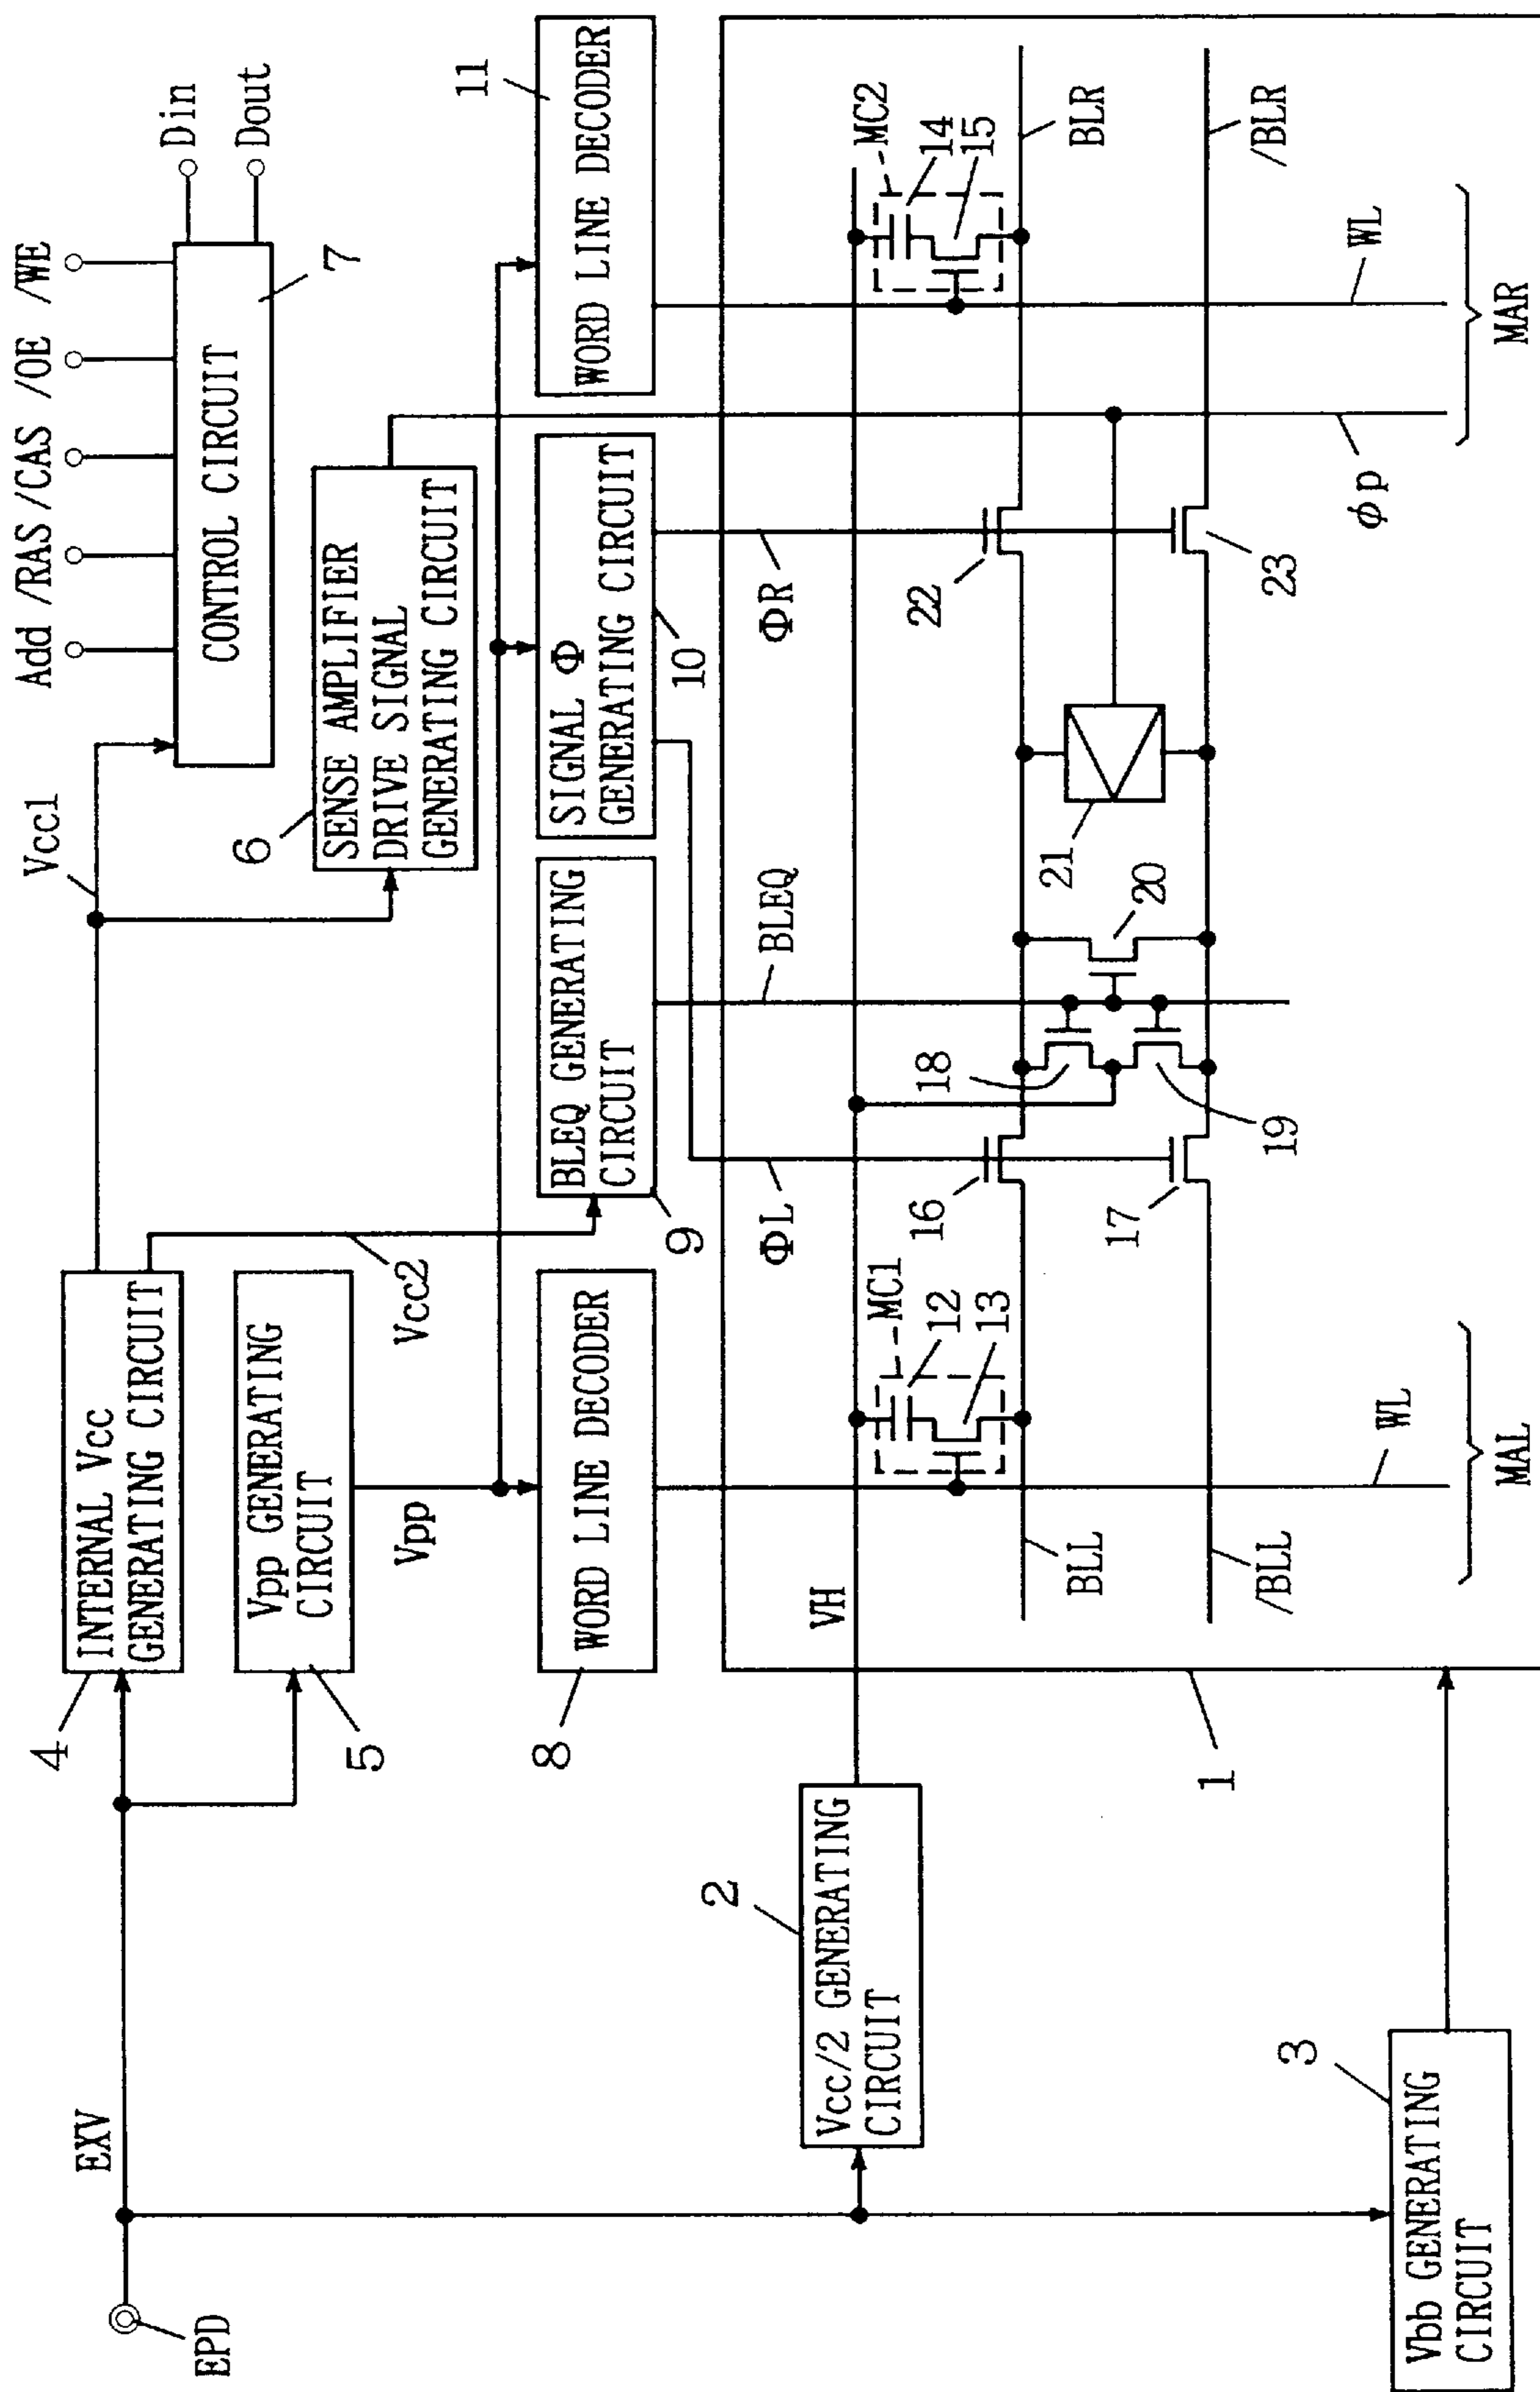 EPD
EXV
4
INTERNAL Vcc
GENERATING CIRCUIT
5
Vpp GENERATING
CIRCUIT
Vpp
Vcc2
Vcc1
Add /RAS /CAS /OE /WE
CONTROL CIRCUIT
7
Din
Dout
6
SENSE AMPLIFIER
DRIVE SIGNAL
GENERATING CIRCUIT
8
WORD LINE DECODER
9
BLEQ GENERATING
CIRCUIT
SIGNAL Φ
GENERATING CIRCUIT
10
11
WORD LINE DECODER
2
Vcc/2 GENERATING
CIRCUIT
3
Vbb GENERATING
CIRCUIT
1
VH
ΦL
BLEQ
ΦR
MC1
12
13
MC2
14
15
16
17
18
19
20
21
22
23
BLL
/BLL
BLR
/BLR
WL
MAL
φp
WL
MAR